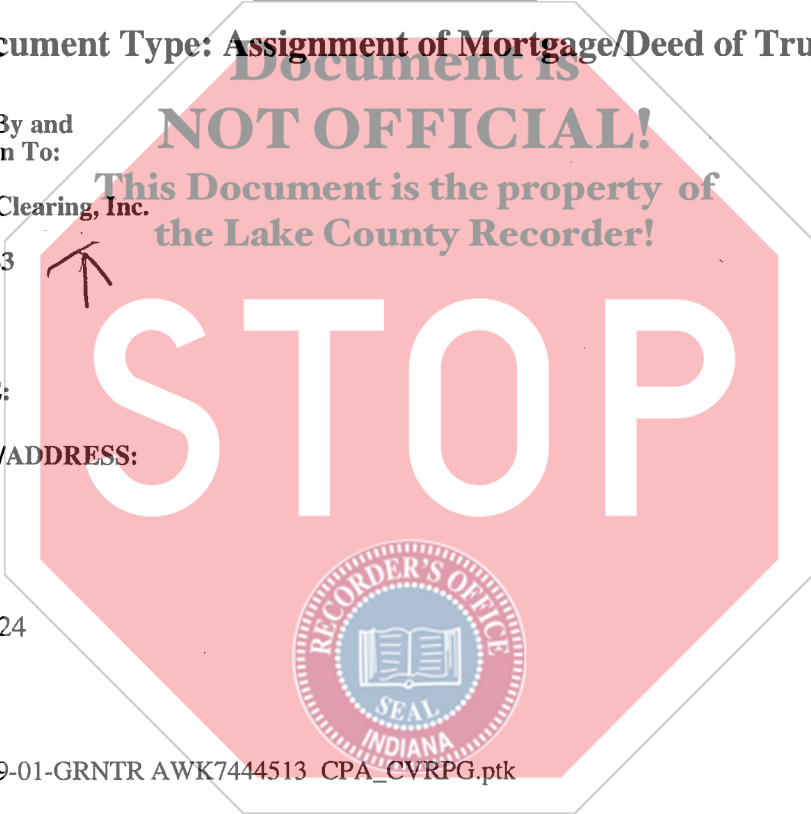 cument Type: Assignment of Mortgage/Deed of Tru
Document is
By and
NOT OFFICIAL!
n To:
This Document is the property of
Clearing, Inc.
the Lake County Recorder!
3
STOP
:
/ADDRESS:
RECORDER'S OFFICE
24
SEAL
INDIANA
9-01-GRNTR AWK7444513 CPA_CVRPG.ptk